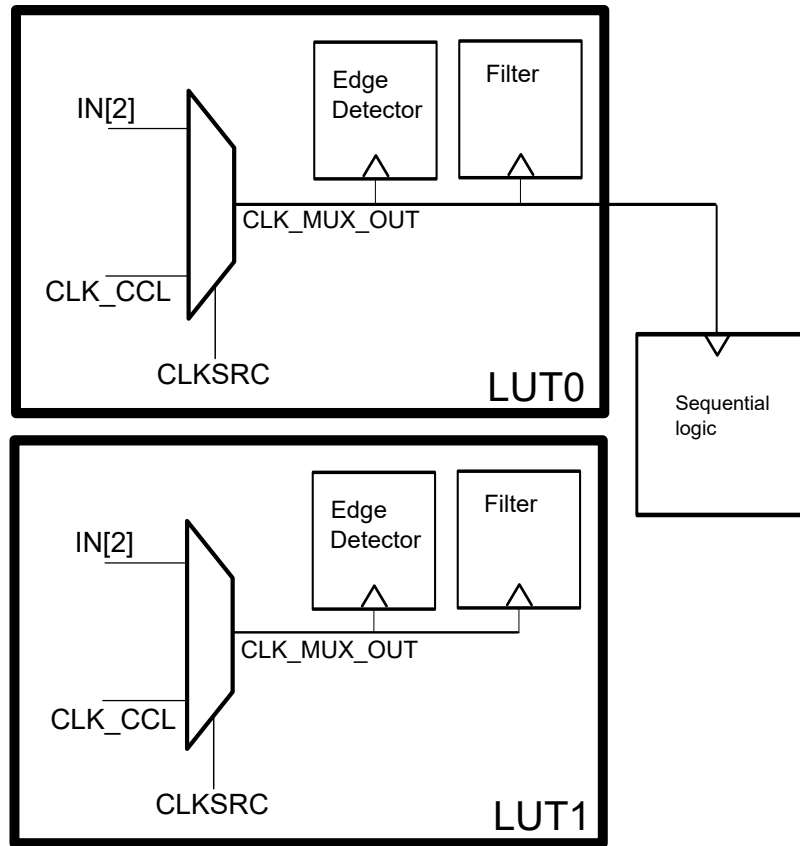 Edge
Detector
Filter
IN[2]
CLK_MUX_OUT
CLK_CCL
CLKSRC
LUT0
Sequential
logic
Edge
Detector
Filter
IN[2]
CLK_MUX_OUT
CLK_CCL
CLKSRC
LUT1